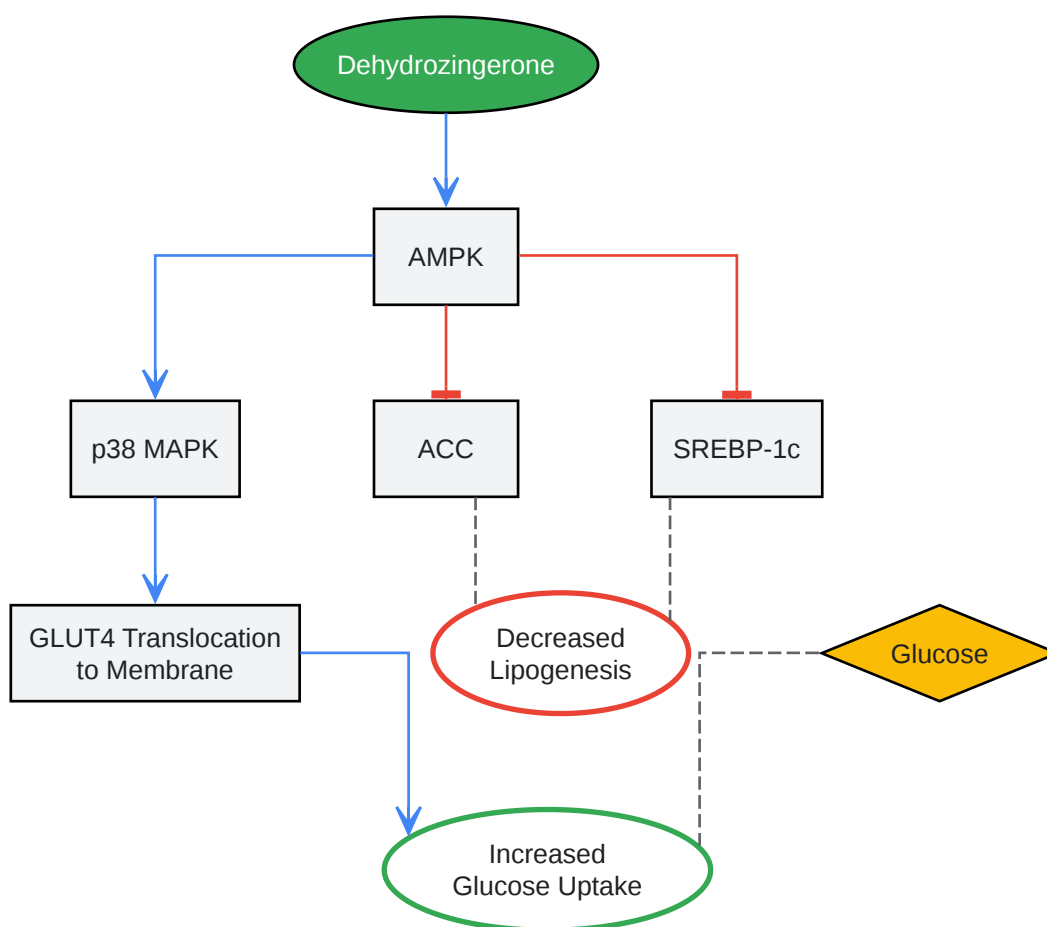 Dehydrozingerone
AMPK
p38 MAPK
ACC
SREBP-1c
GLUT4 Translocation
to Membrane
Decreased
Lipogenesis
Glucose
Increased
Glucose Uptake